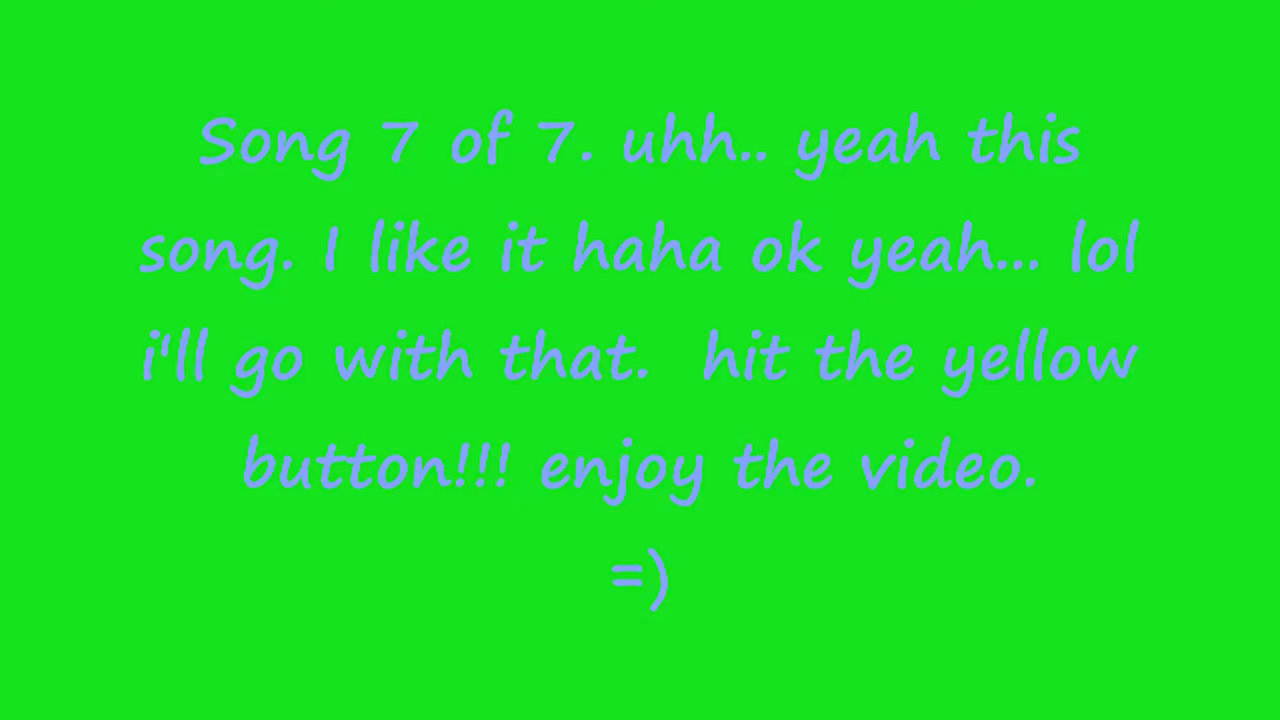 Song 7 of 7. uhh.. yeah this
song. I like it haha ok yeah... lol
i'll go with that.  hit the yellow
button!!! enjoy the video.
=)